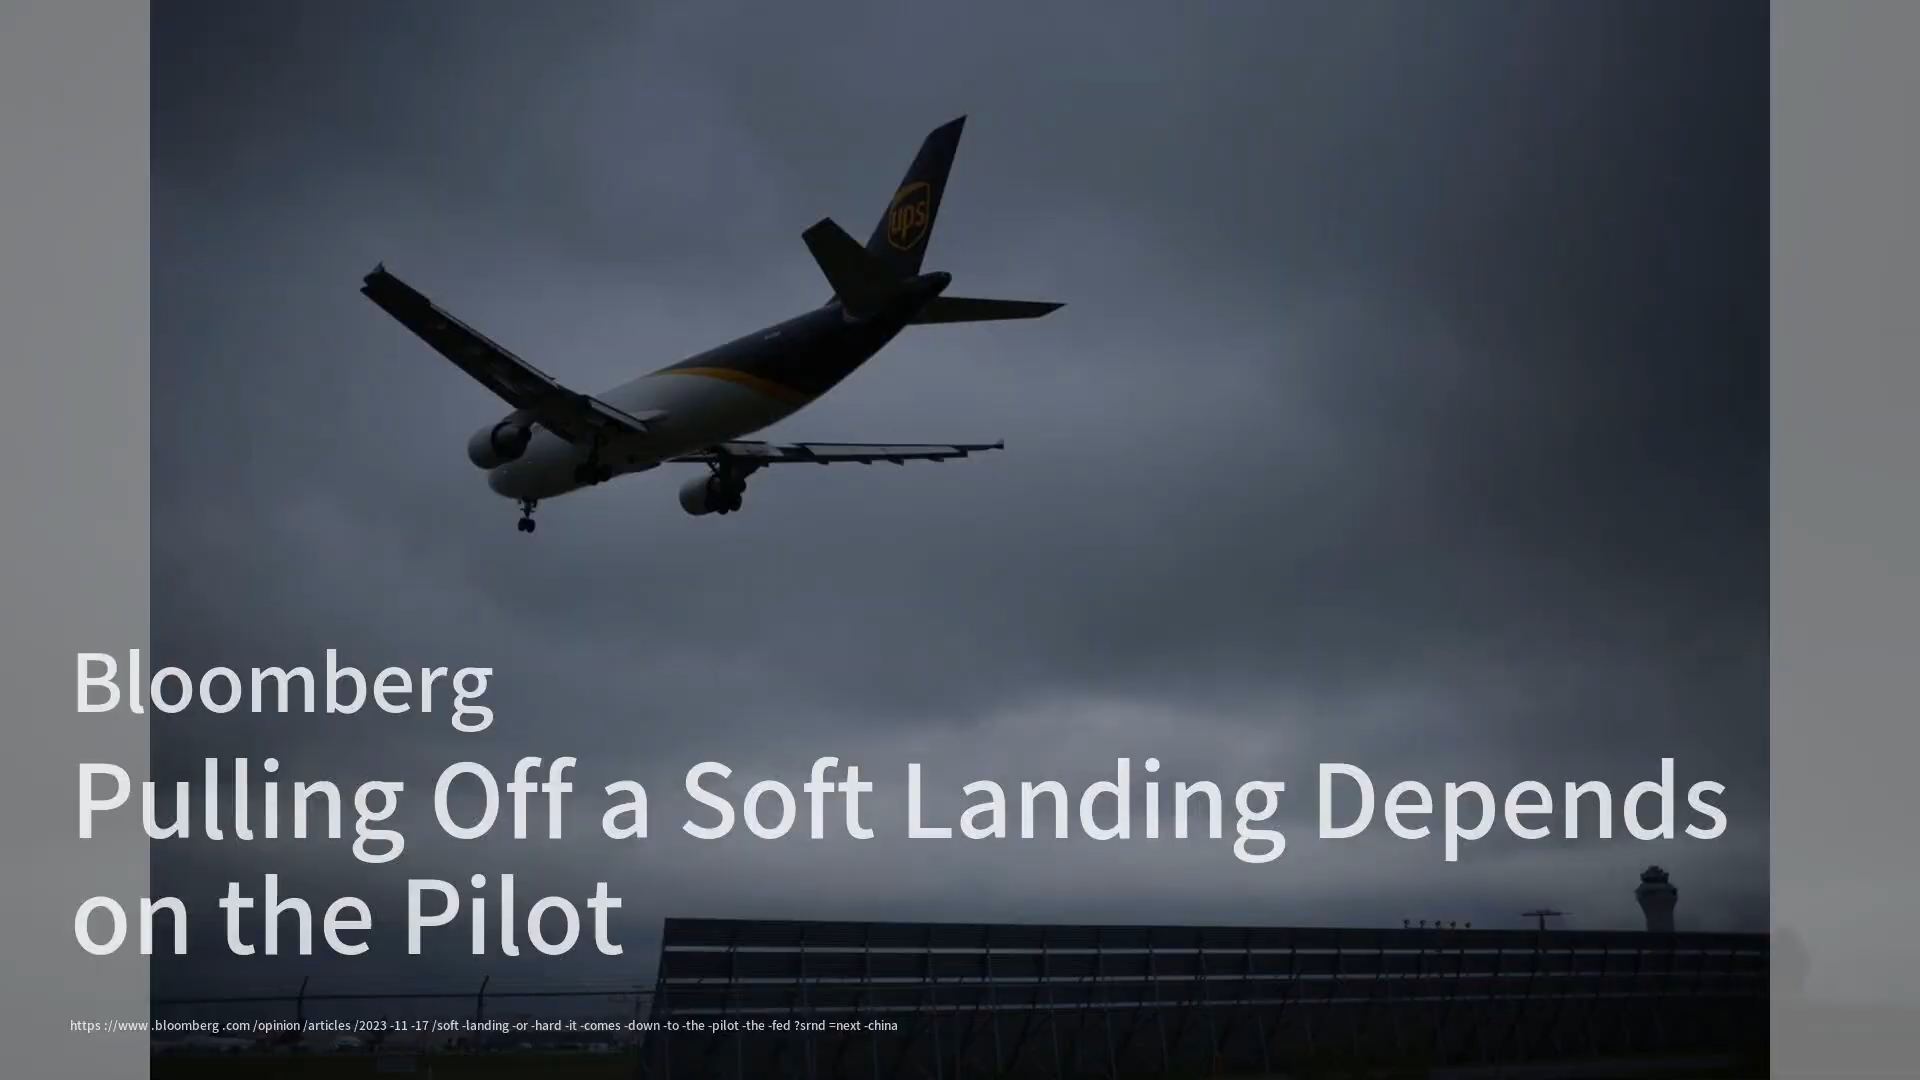 ups
Bloomberg
Pulling Off a Soft Landing Depends
on the Pilot
https ://www .bloomberg .com /opinion /articles /2023 -11 -17 /soft -landing -or -hard -it -comes -down -to -the -pilot -the -fed ?srnd =next -china